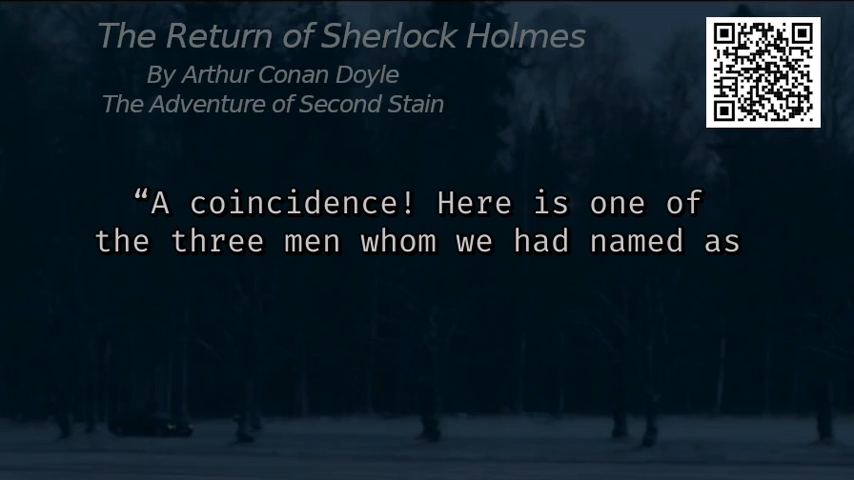 The Return of Sherlock Holmes
By Arthur Conan Doyle
The Adventure of Second Stain
“A coincidence! Here is one of
the three men whom we had named as